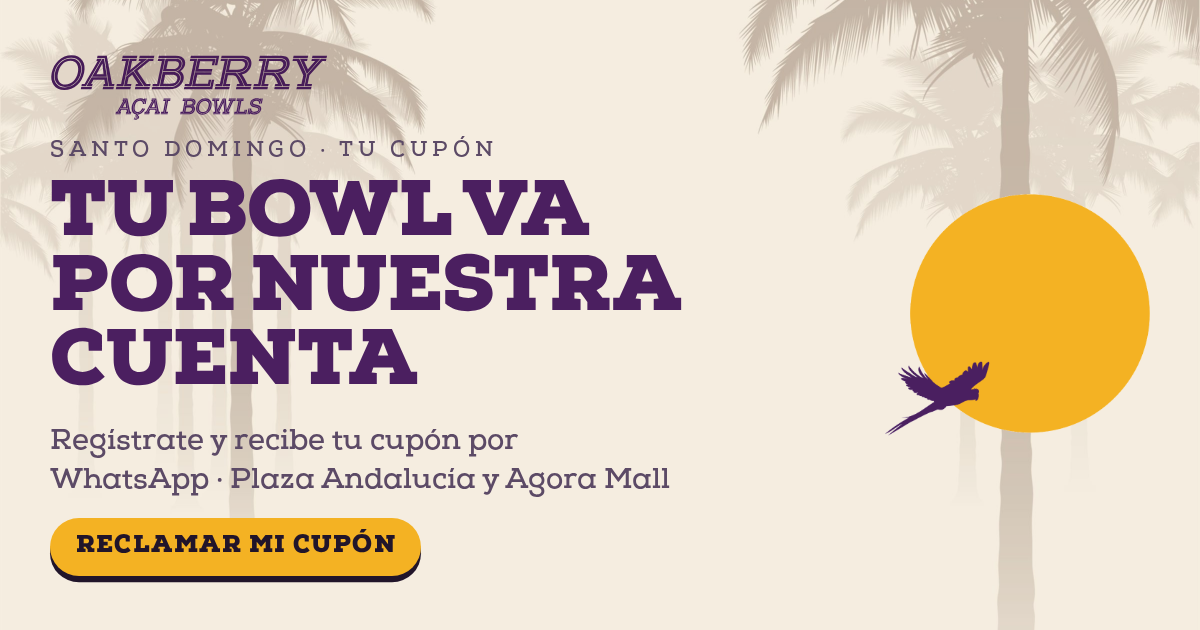 OAKBERRY
AÇAI BOWLS
SANTO DOMINGO · TU CUPÓN
TU BOWL VA
POR NUESTRA
CUENTA
Regístrate y recibe tu cupón por
WhatsApp · Plaza Andalucía y Agora Mall
RECLAMAR MI CUPÓN